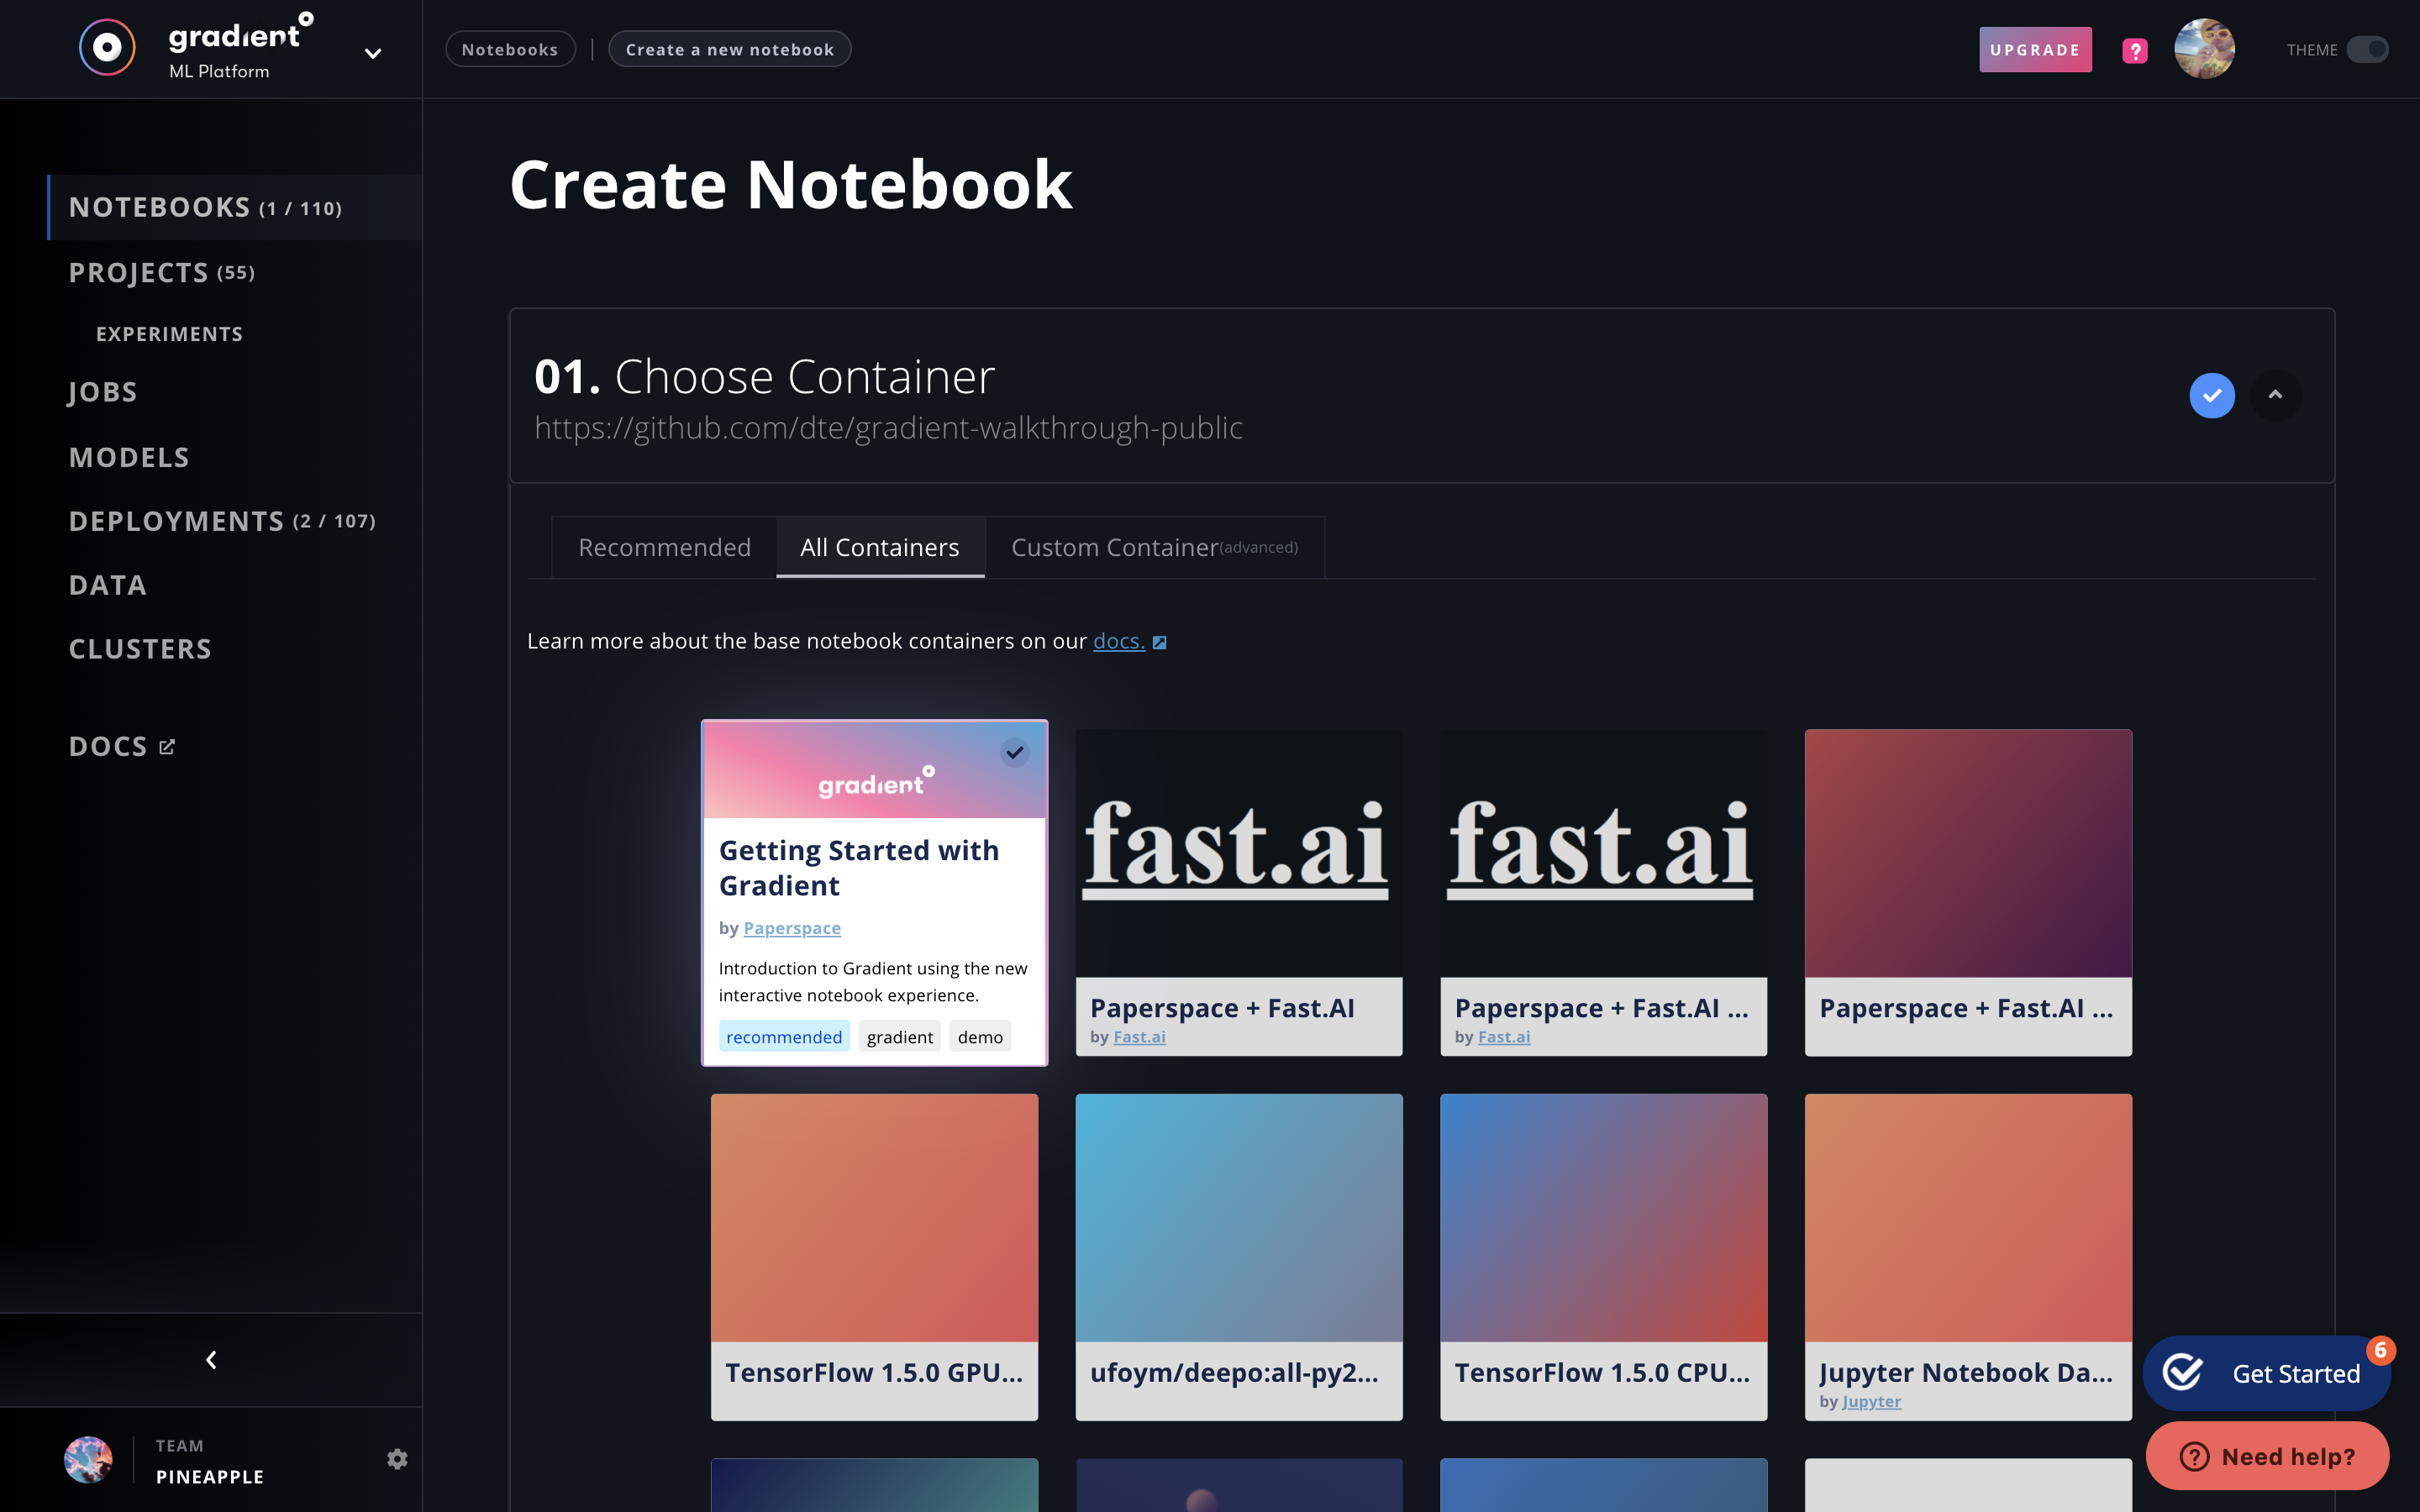 gradient
ML Platform
Notebooks
Create a new notebook
UPGRADE
?
THEME
NOTEBOOKS (1 / 110)
PROJECTS (55)
EXPERIMENTS
JOBS
MODELS
DEPLOYMENTS (2 / 107)
DATA
CLUSTERS
DOCS
TEAM
PINEAPPLE
Create Notebook
01. Choose Container
https://github.com/dte/gradient-walkthrough-public
Recommended
All Containers
Custom Container(advanced)
Learn more about the base notebook containers on our docs.
gradient
Getting Started with
Gradient
by Paperspace
Introduction to Gradient using the new
interactive notebook experience.
recommended gradient demo
fast.ai
Paperspace + Fast.AI
by Fast.ai
fast.ai
Paperspace + Fast.AI ...
by Fast.ai
Paperspace + Fast.AI ...
TensorFlow 1.5.0 GPU...
ufoym/deepo:all-py2...
TensorFlow 1.5.0 CPU...
Jupyter Notebook Da...
by Jupyter
6
Get Started
? Need help?